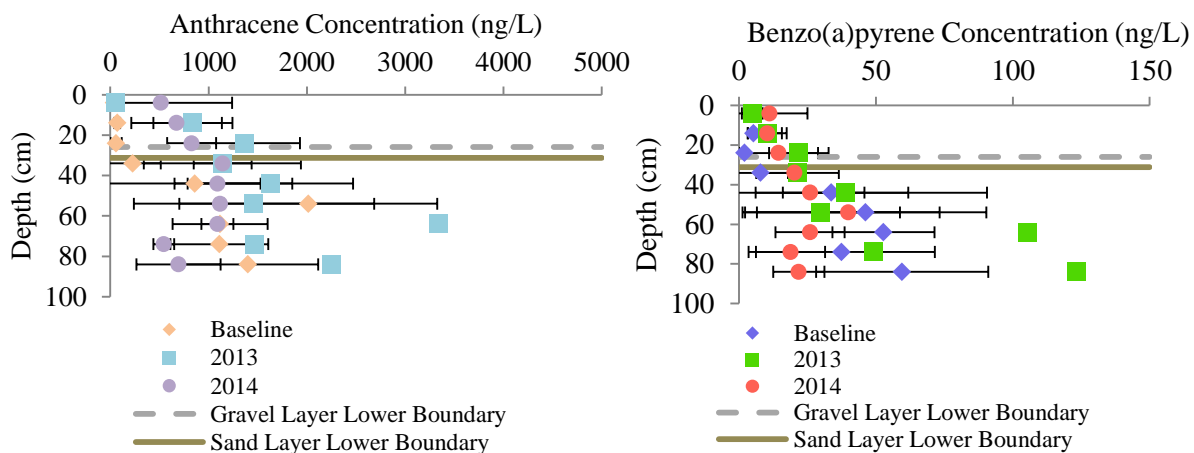 Anthracene Concentration (ng/L)
0 1000 2000 3000 4000 5000
0
20
40
60
80
100
Depth (cm)
Baseline
2013
2014
Gravel Layer Lower Boundary
Sand Layer Lower Boundary
Benzo(a)pyrene Concentration (ng/L)
0 50 100 150
0
20
40
60
80
100
Depth (cm)
Baseline
2013
2014
Gravel Layer Lower Boundary
Sand Layer Lower Boundary